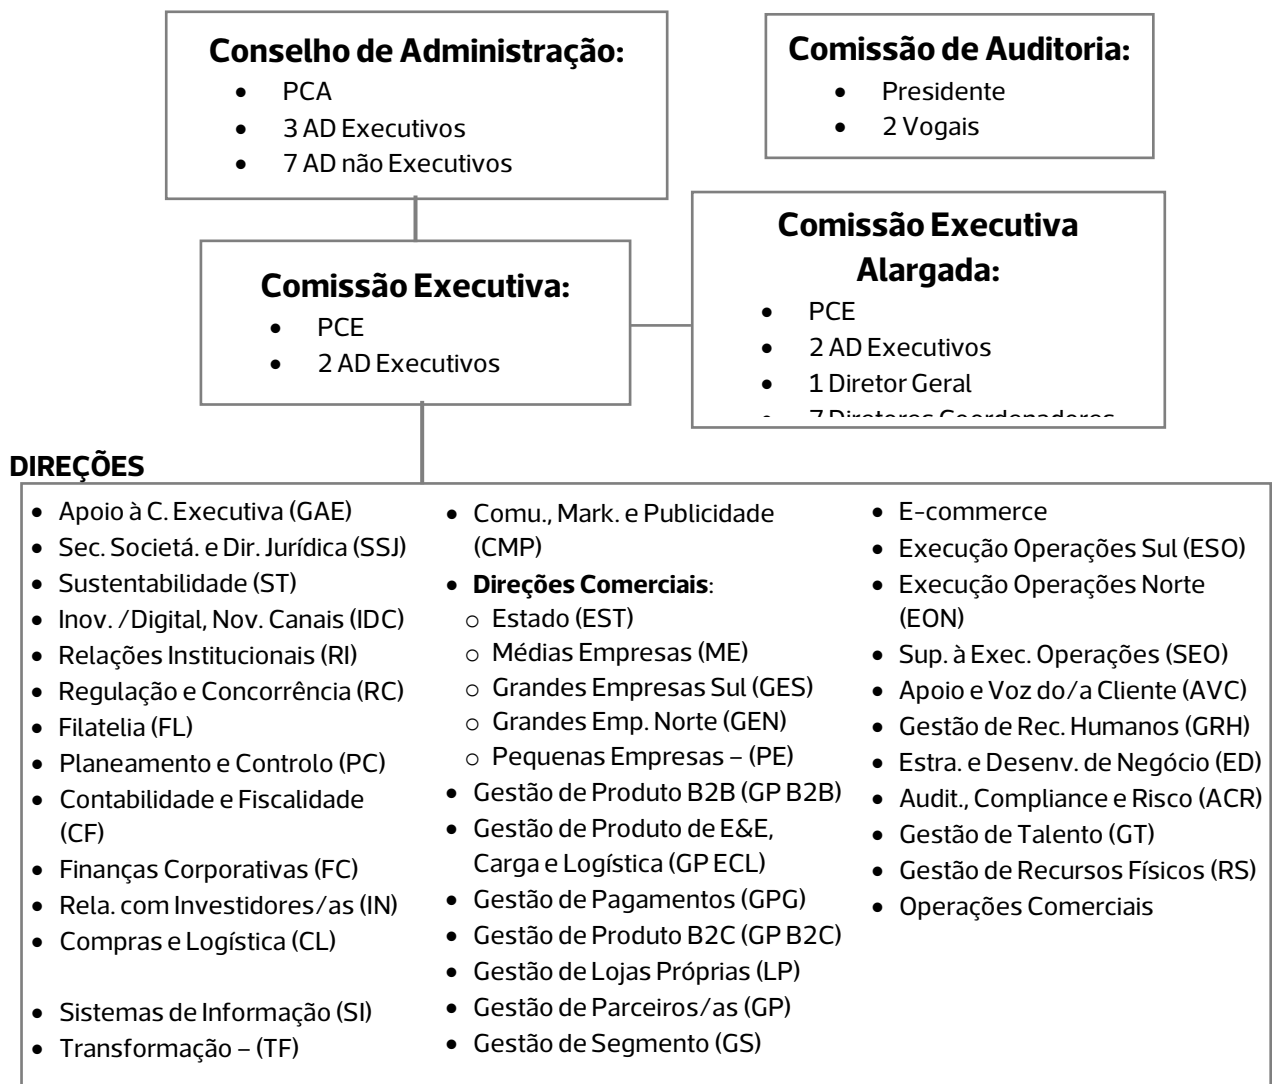 Conselho de Administração:
• PCA
• 3 AD Executivos
• 7 AD não Executivos
Comissão de Auditoria:
• Presidente
• 2 Vogais
Comissão Executiva:
• PCE
• 2 AD Executivos
Comissão Executiva
Alargada:
• PCE
• 2 AD Executivos
• 1 Diretor Geral
• 7 Diretores Coordenadores
DIREÇÕES
• Apoio à C. Executiva (GAE)
• Sec. Societá. e Dir. Jurídica (SSJ)
• Sustentabilidade (ST)
• Inov. /Digital, Nov. Canais (IDC)
• Relações Institucionais (RI)
• Regulação e Concorrência (RC)
• Filatelia (FL)
• Planeamento e Controlo (PC)
• Contabilidade e Fiscalidade
(CF)
• Finanças Corporativas (FC)
• Rela. com Investidores/as (IN)
• Compras e Logística (CL)
• Sistemas de Informação (SI)
• Transformação – (TF)
• Comu., Mark. e Publicidade
(CMP)
• Direções Comerciais:
o Estado (EST)
o Médias Empresas (ME)
o Grandes Empresas Sul (GES)
o Grandes Emp. Norte (GEN)
o Pequenas Empresas – (PE)
• Gestão de Produto B2B (GP B2B)
• Gestão de Produto de E&E,
Carga e Logística (GP ECL)
• Gestão de Pagamentos (GPG)
• Gestão de Produto B2C (GP B2C)
• Gestão de Lojas Próprias (LP)
• Gestão de Parceiros/as (GP)
• Gestão de Segmento (GS)
• E-commerce
• Execução Operações Sul (ESO)
• Execução Operações Norte
(EON)
• Sup. à Exec. Operações (SEO)
• Apoio e Voz do/a Cliente (AVC)
• Gestão de Rec. Humanos (GRH)
• Estra. e Desenv. de Negócio (ED)
• Audit., Compliance e Risco (ACR)
• Gestão de Talento (GT)
• Gestão de Recursos Físicos (RS)
• Operações Comerciais